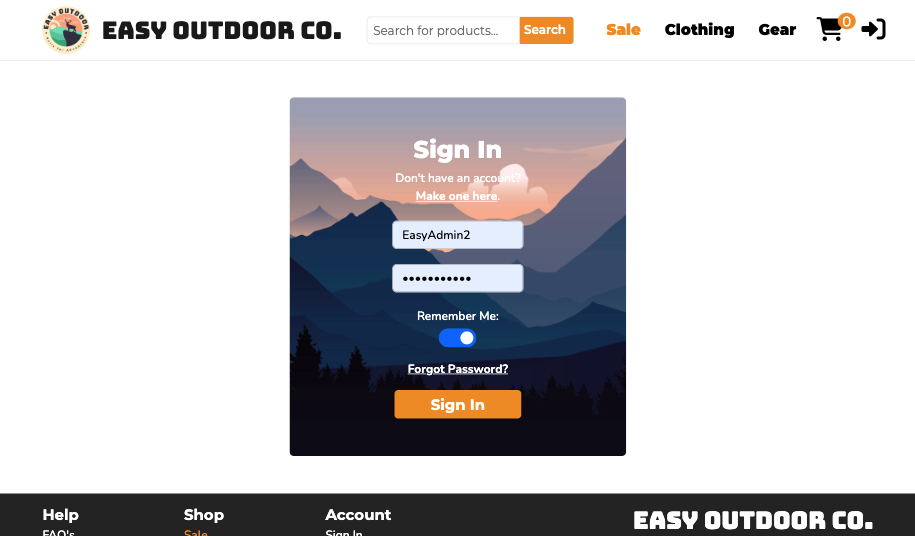 EASY OUTDOOR
EASY OUTDOOR CO.
Search for products...
Search
Sale
Clothing
Gear
0
Sign In
Don't have an account?
Make one here.
EasyAdmin2
•••••••••••
Remember Me:
Forgot Password?
Sign In
Help
Shop
Account
EASY OUTDOOR CO.
FAQ's
Sale
Sign In